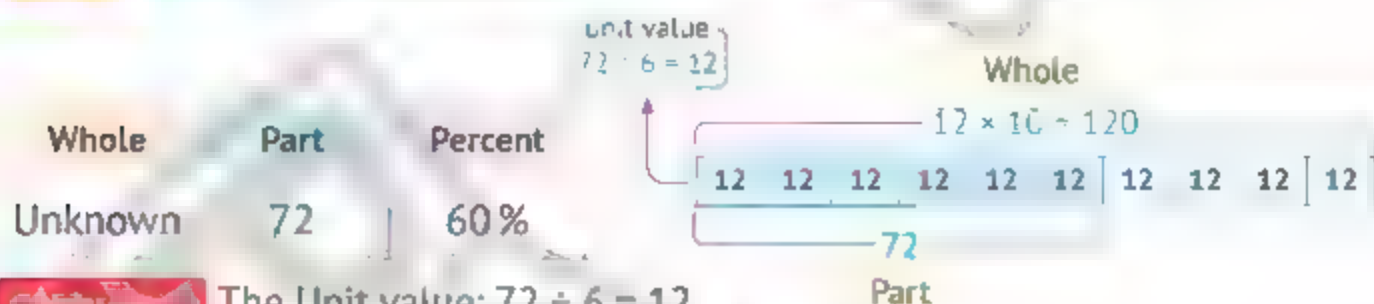 Unit value
72 ÷ 6 = 12
Whole
12 × 10 = 120
Whole Part Percent
12 12 12 12 12 12 12 12 12 12
Unknown 72 60%
72
The Unit value: 72 ÷ 6 = 12
Part